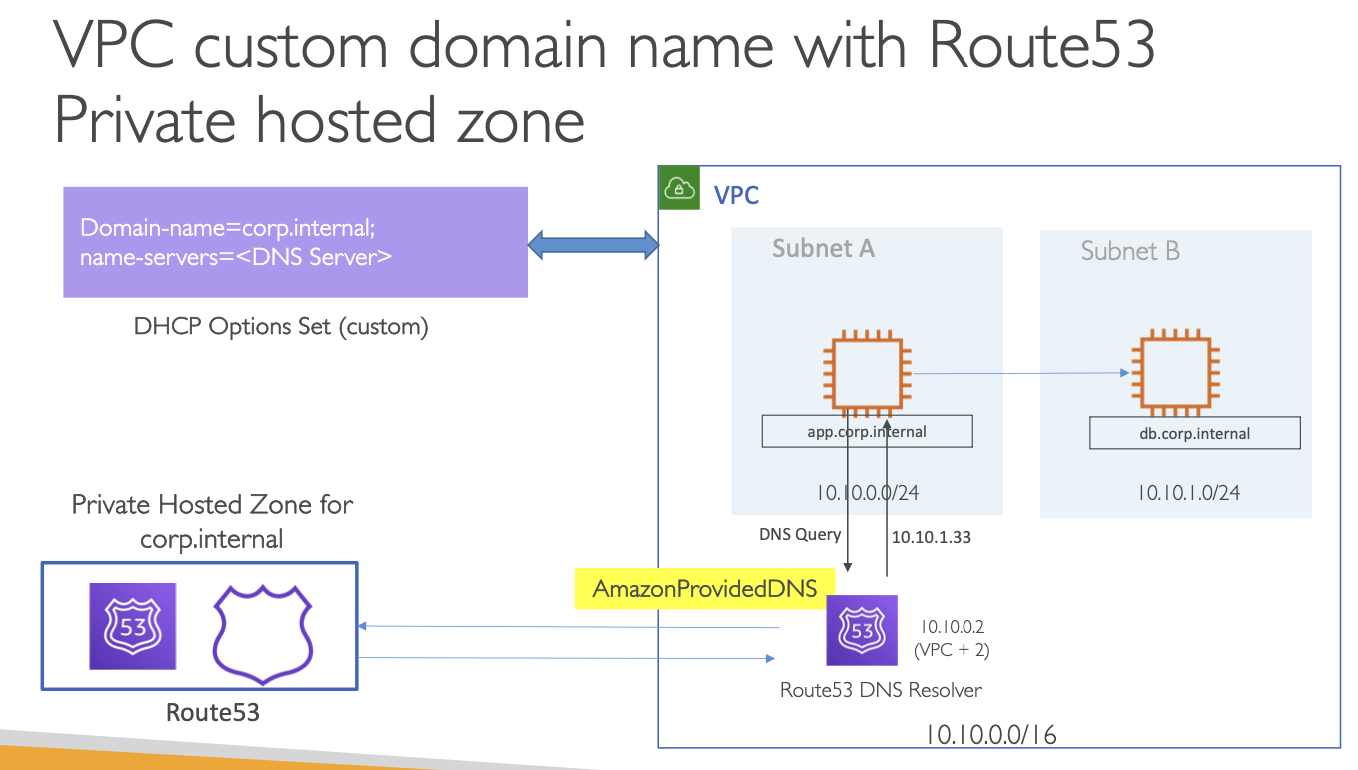 VPC custom domain name with Route53
Private hosted zone
Domain-name=corp.internal;
name-servers=<DNS Server>
DHCP Options Set (custom)
VPC
Subnet A
Subnet B
app.corp.internal
db.corp.internal
10.10.0.0/24
10.10.1.0/24
DNS Query
10.10.1.33
Private Hosted Zone for
corp.internal
53
Route53
AmazonProvidedDNS
53
10.10.0.2
(VPC + 2)
Route53 DNS Resolver
10.10.0.0/16